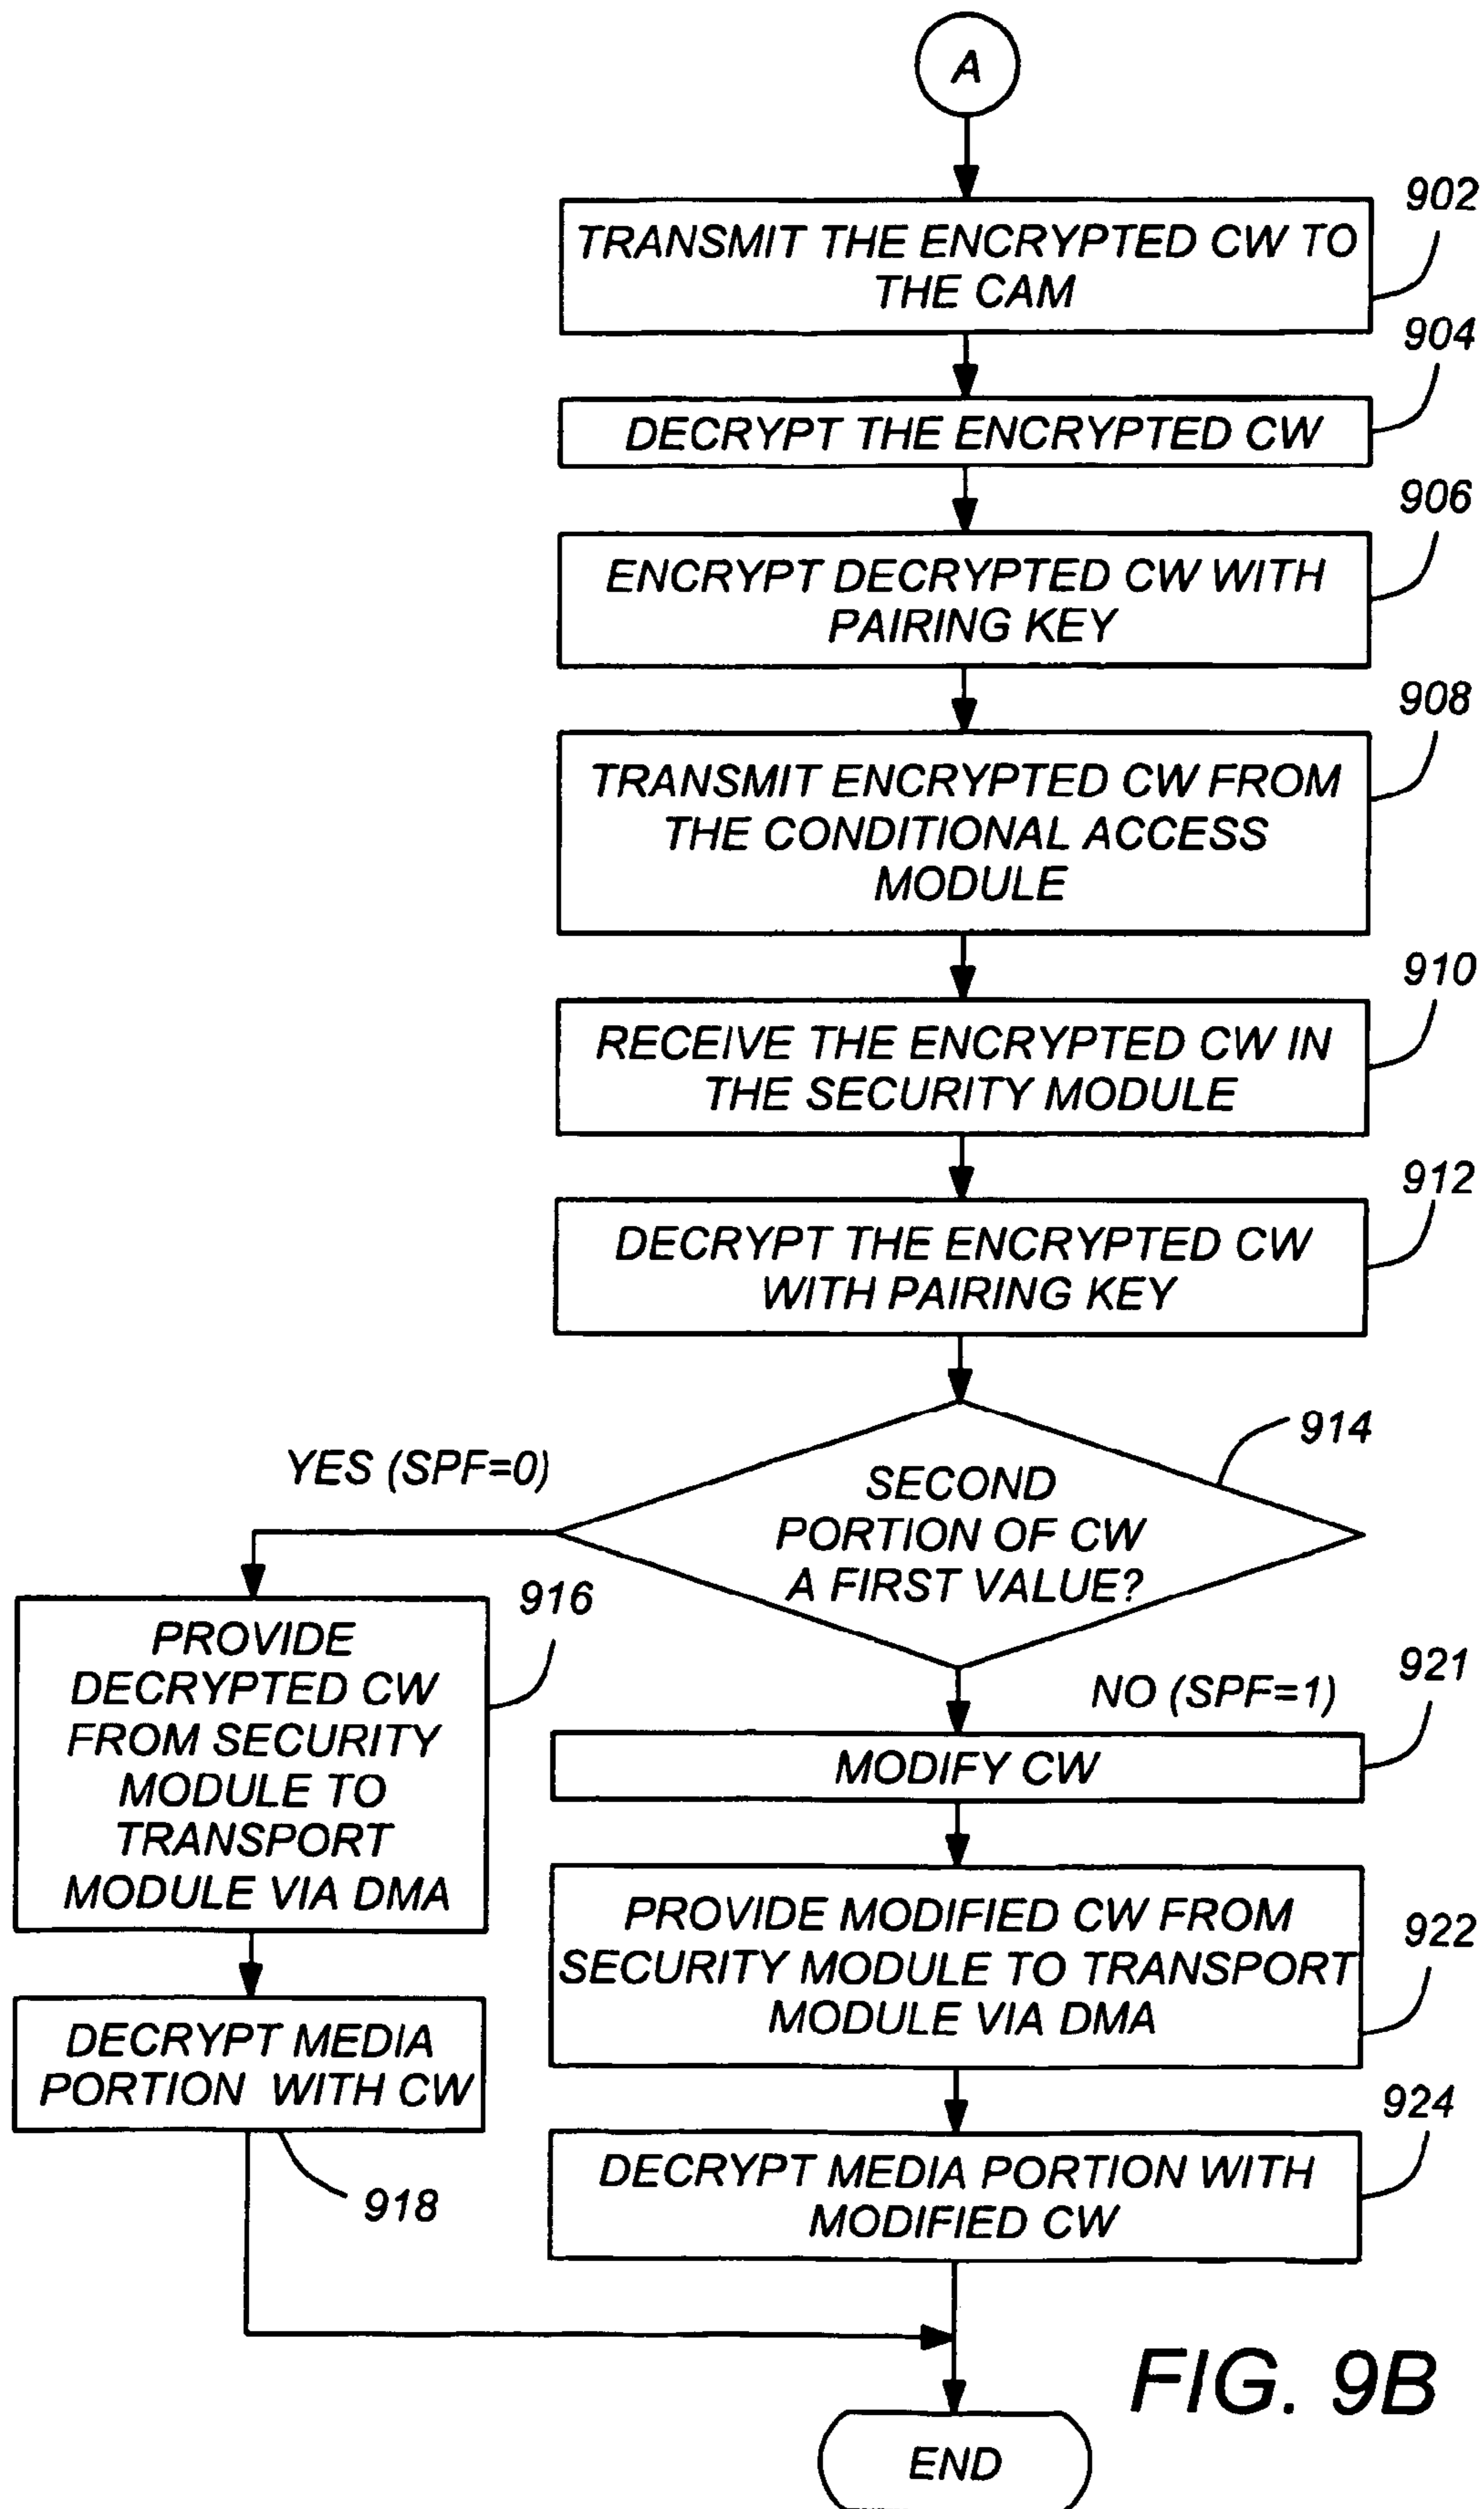 A
902
TRANSMIT THE ENCRYPTED CW TO
THE CAM
904
DECRYPT THE ENCRYPTED CW
906
ENCRYPT DECRYPTED CW WITH
PAIRING KEY
908
TRANSMIT ENCRYPTED CW FROM
THE CONDITIONAL ACCESS
MODULE
910
RECEIVE THE ENCRYPTED CW IN
THE SECURITY MODULE
912
DECRYPT THE ENCRYPTED CW
WITH PAIRING KEY
914
YES (SPF=0)
SECOND
PORTION OF CW
A FIRST VALUE?
916
PROVIDE
DECRYPTED CW
FROM SECURITY
MODULE TO
TRANSPORT
MODULE VIA DMA
NO (SPF=1)
921
MODIFY CW
PROVIDE MODIFIED CW FROM
SECURITY MODULE TO TRANSPORT
MODULE VIA DMA
922
DECRYPT MEDIA
PORTION WITH CW
918
924
DECRYPT MEDIA PORTION WITH
MODIFIED CW
FIG. 9B
END